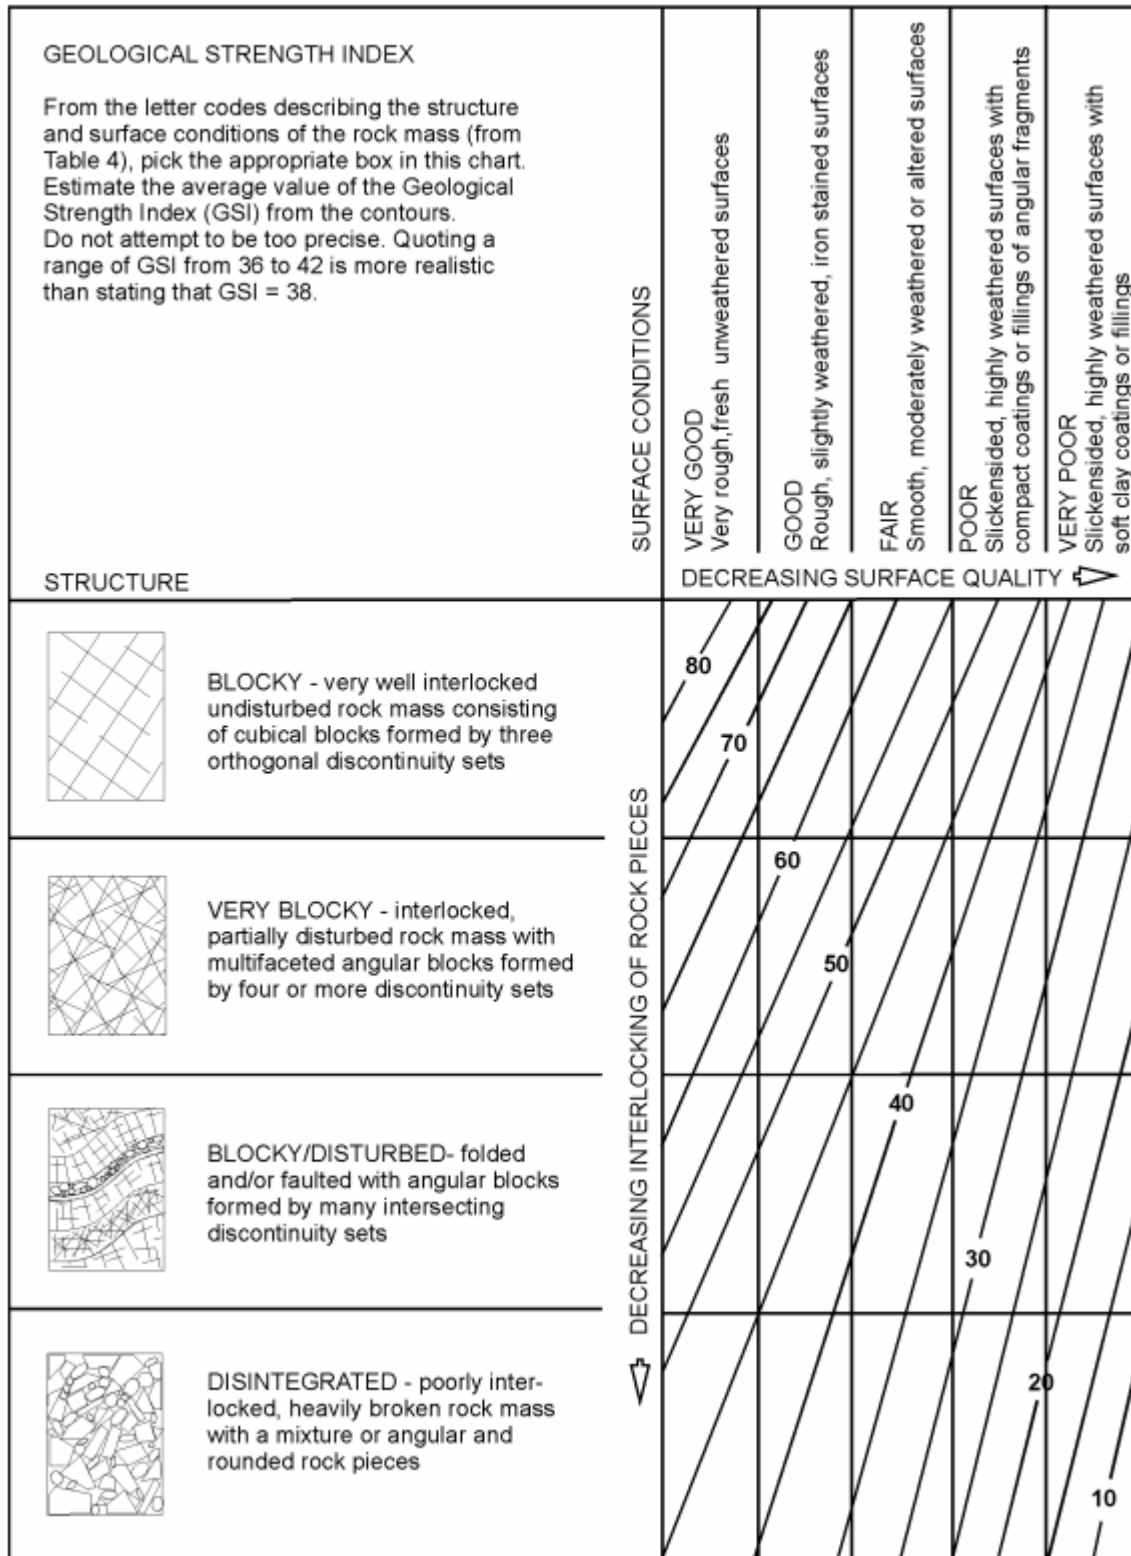 GEOLOGICAL STRENGTH INDEX
From the letter codes describing the structure
and surface conditions of the rock mass (from
Table 4), pick the appropriate box in this chart.
Estimate the average value of the Geological
Strength Index (GSI) from the contours.
Do not attempt to be too precise. Quoting a
range of GSI from 36 to 42 is more realistic
than stating that GSI = 38.
SURFACE CONDITIONS
VERY GOOD
Very rough,fresh unweathered surfaces
GOOD
Rough, slightly weathered, iron stained surfaces
FAIR
Smooth, moderately weathered or altered surfaces
POOR
Slickensided, highly weathered surfaces with
compact coatings or fillings of angular fragments
VERY POOR
Slickensided, highly weathered surfaces with
soft clay coatings or fillings
STRUCTURE
DECREASING SURFACE QUALITY
BLOCKY - very well interlocked
undisturbed rock mass consisting
of cubical blocks formed by three
orthogonal discontinuity sets
VERY BLOCKY - interlocked,
partially disturbed rock mass with
multifaceted angular blocks formed
by four or more discontinuity sets
BLOCKY/DISTURBED- folded
and/or faulted with angular blocks
formed by many intersecting
discontinuity sets
DISINTEGRATED - poorly inter-
locked, heavily broken rock mass
with a mixture or angular and
rounded rock pieces
DECREASING INTERLOCKING OF ROCK PIECES
80
70
60
50
40
30
20
10